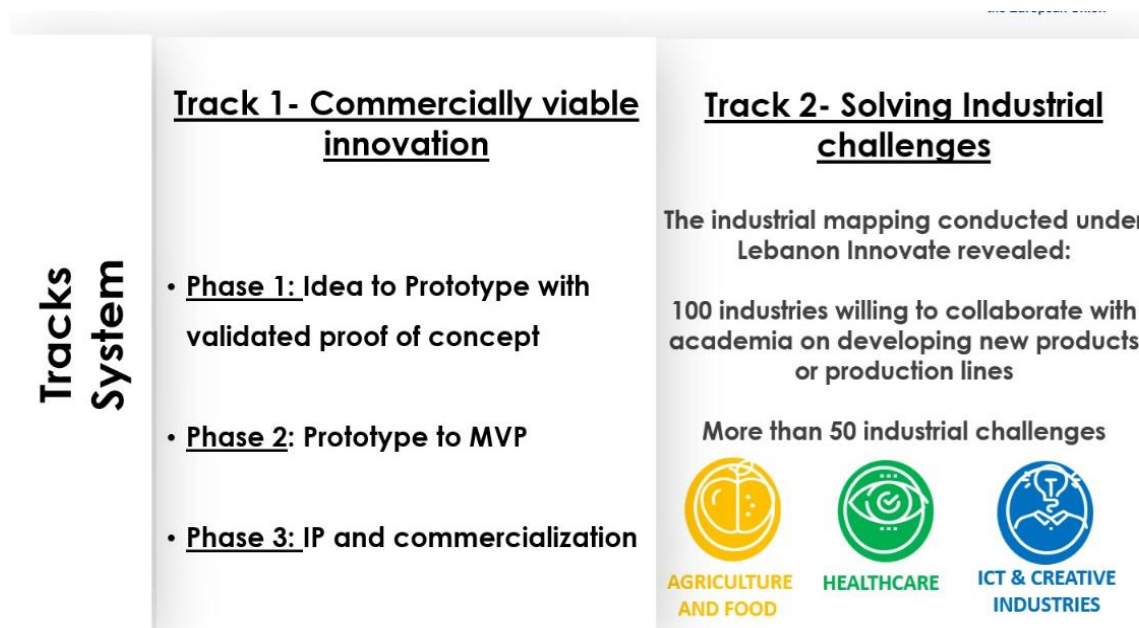 the European Union
Tracks
System
Track 1- Commercially viable
innovation
• Phase 1: Idea to Prototype with
validated proof of concept
• Phase 2: Prototype to MVP
• Phase 3: IP and commercialization
Track 2- Solving Industrial
challenges
The industrial mapping conducted under
Lebanon Innovate revealed:
100 industries willing to collaborate with
academia on developing new products
or production lines
More than 50 industrial challenges
AGRICULTURE
AND FOOD
HEALTHCARE
ICT & CREATIVE
INDUSTRIES